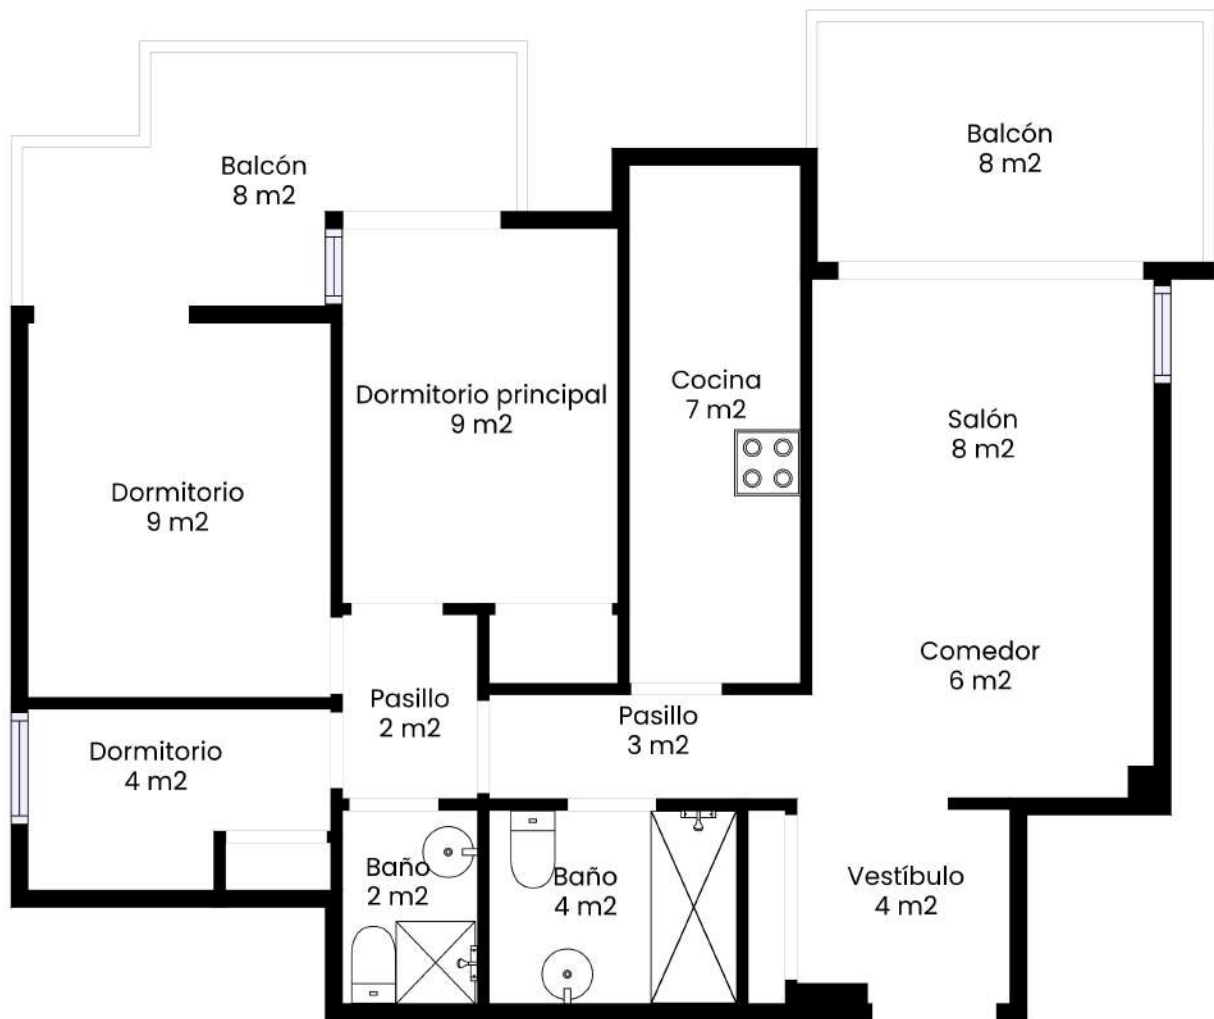 Balcón
8 m2
Balcón
8 m2
Dormitorio principal
9 m2
Cocina
7 m2
Salón
8 m2
Dormitorio
9 m2
Comedor
6 m2
Pasillo
2 m2
Pasillo
3 m2
Dormitorio
4 m2
Baño
2 m2
Baño
4 m2
Vestíbulo
4 m2